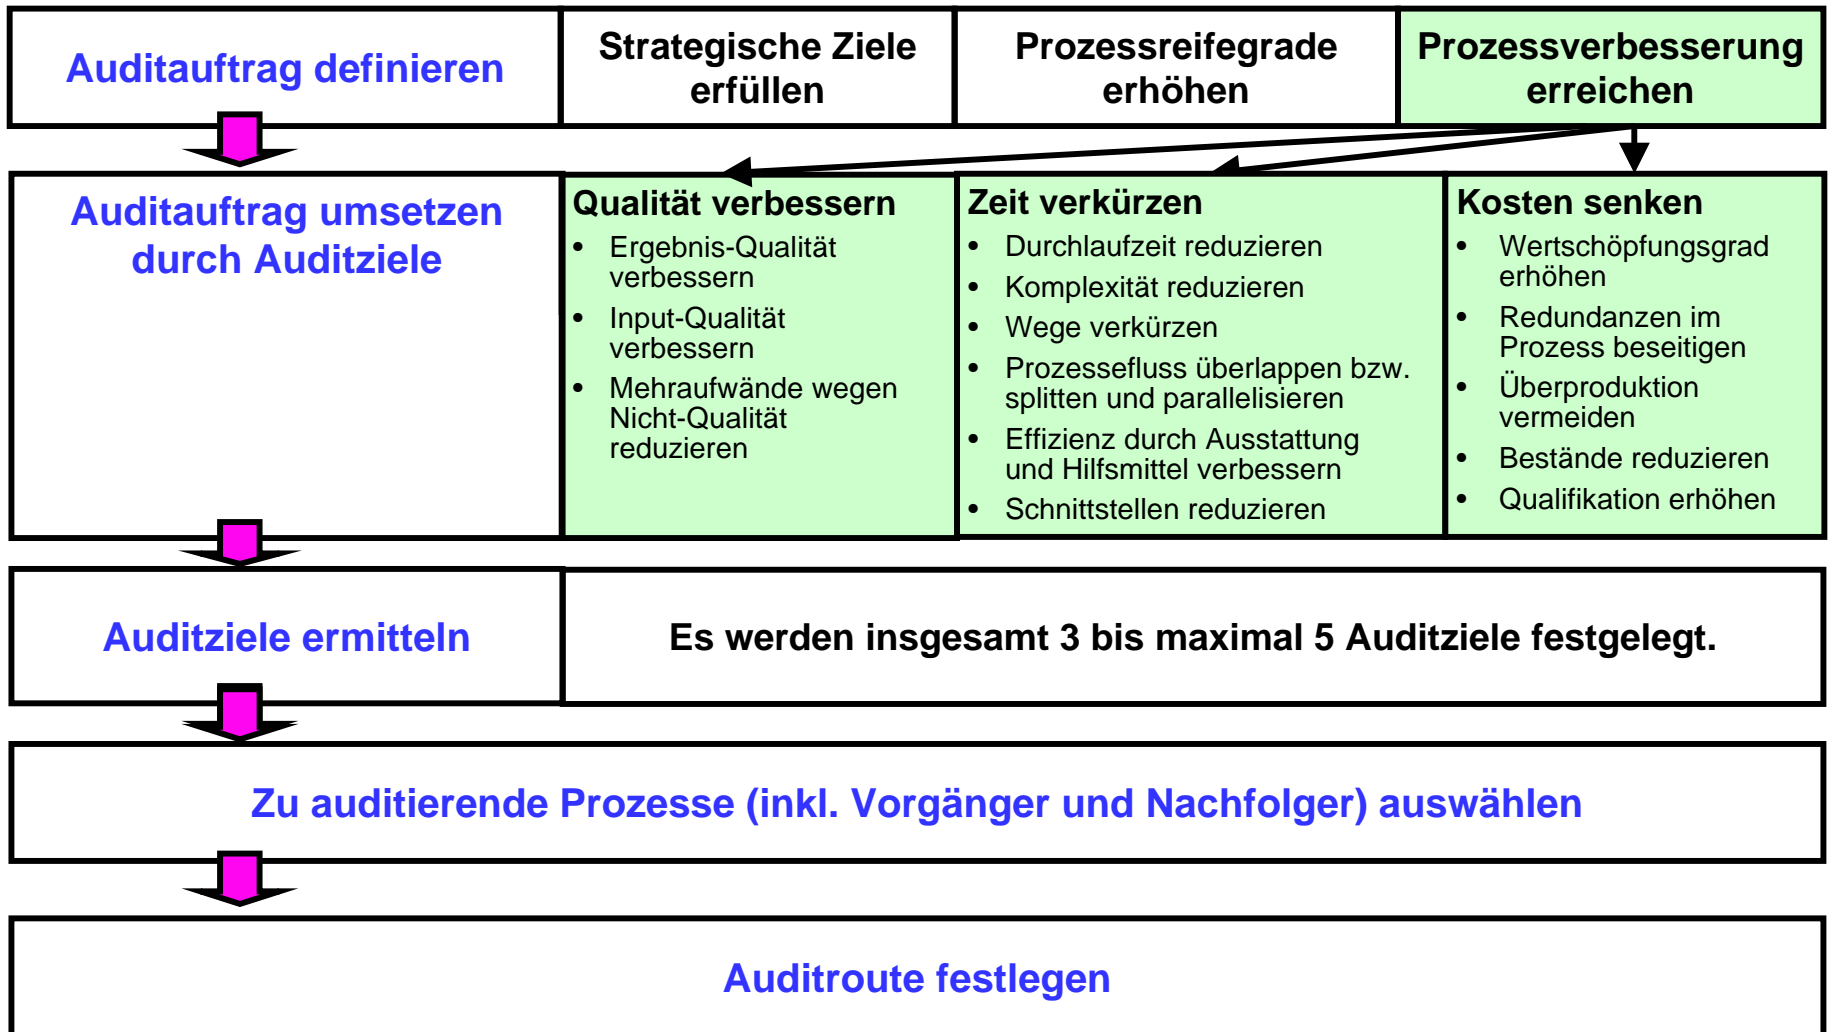 Auditauftrag definieren
Strategische Ziele
erfüllen
Prozessreifegrade
erhöhen
Prozessverbesserung
erreichen
Auditauftrag umsetzen
durch Auditziele
Qualität verbessern
• Ergebnis-Qualität
verbessern
• Input-Qualität
verbessern
• Mehraufwände wegen
Nicht-Qualität
reduzieren
Zeit verkürzen
• Durchlaufzeit reduzieren
• Komplexität reduzieren
• Wege verkürzen
• Prozessefluss überlappen bzw.
splitten und parallelisieren
• Effizienz durch Ausstattung
und Hilfsmittel verbessern
• Schnittstellen reduzieren
Kosten senken
• Wertschöpfungsgrad
erhöhen
• Redundanzen im
Prozess beseitigen
• Überproduktion
vermeiden
• Bestände reduzieren
• Qualifikation erhöhen
Auditziele ermitteln
Es werden insgesamt 3 bis maximal 5 Auditziele festgelegt.
Zu auditierende Prozesse (inkl. Vorgänger und Nachfolger) auswählen
Auditroute festlegen